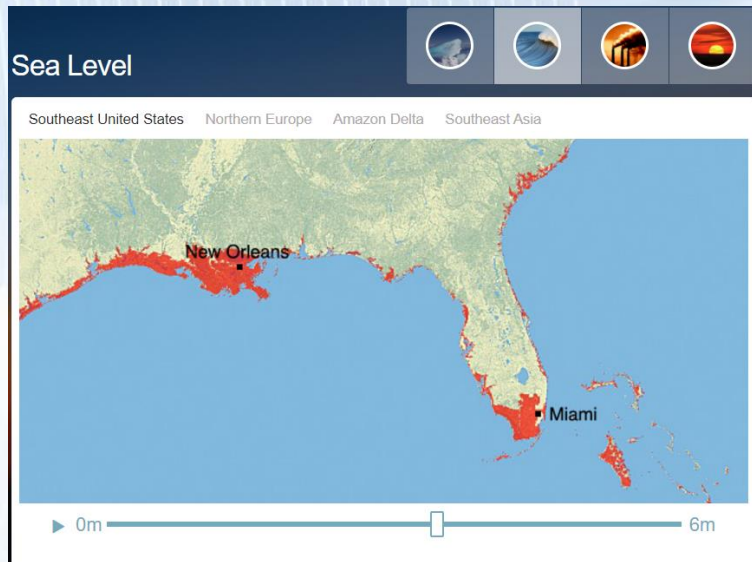 Sea Level
Southeast United States Northern Europe Amazon Delta Southeast Asia
New Orleans
Miami
0m 6m